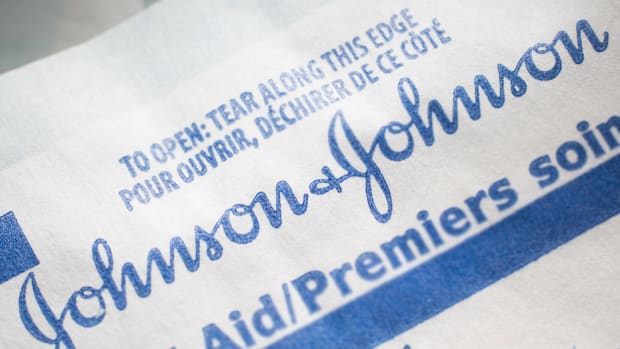 TO OPEN: TEAR ALONG THIS EDGE
POUR OUVRIR, DÉCHIRER DE CE CÔTÉ
Johnson & Johnson
Aid/Premiers soin